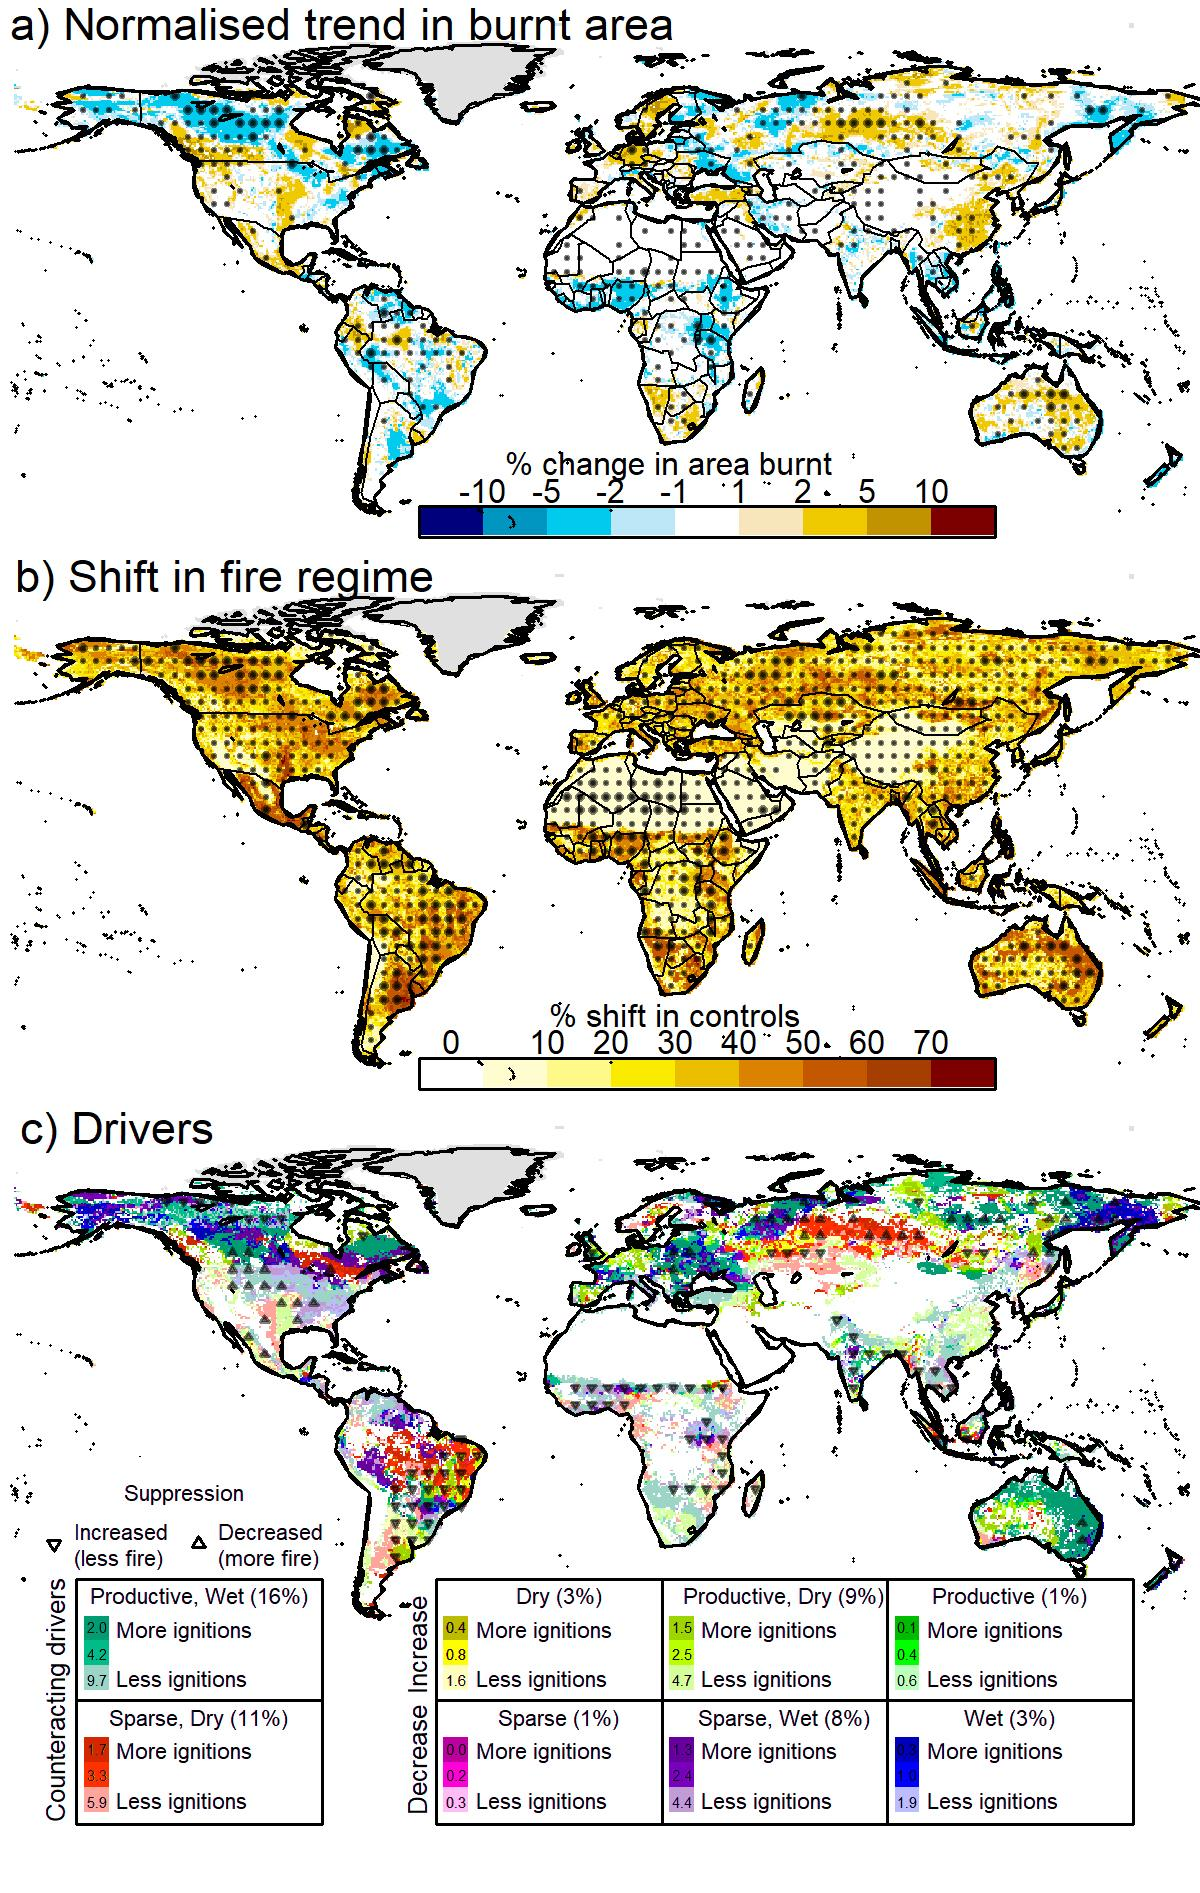 a) Normalised trend in burnt area
% change in area burnt
-10 -5 -2 -1 1 2 5 10
b) Shift in fire regime
% shift in controls
0 10 20 30 40 50 60 70
c) Drivers
Suppression
Increased (less fire)
Decreased (more fire)
Counteracting drivers
Productive, Wet (16%)
2.0 More ignitions
4.2
9.7 Less ignitions
Sparse, Dry (11%)
1.7 More ignitions
3.3
5.9 Less ignitions
Increase
Dry (3%)
0.4 More ignitions
0.8
1.6 Less ignitions
Productive, Dry (9%)
1.5 More ignitions
2.5
4.7 Less ignitions
Productive (1%)
0.1 More ignitions
0.4
0.6 Less ignitions
Decrease
Sparse (1%)
0.0 More ignitions
0.2
0.3 Less ignitions
Sparse, Wet (8%)
1.3 More ignitions
2.4
4.4 Less ignitions
Wet (3%)
More ignitions
1.0
1.9 Less ignitions